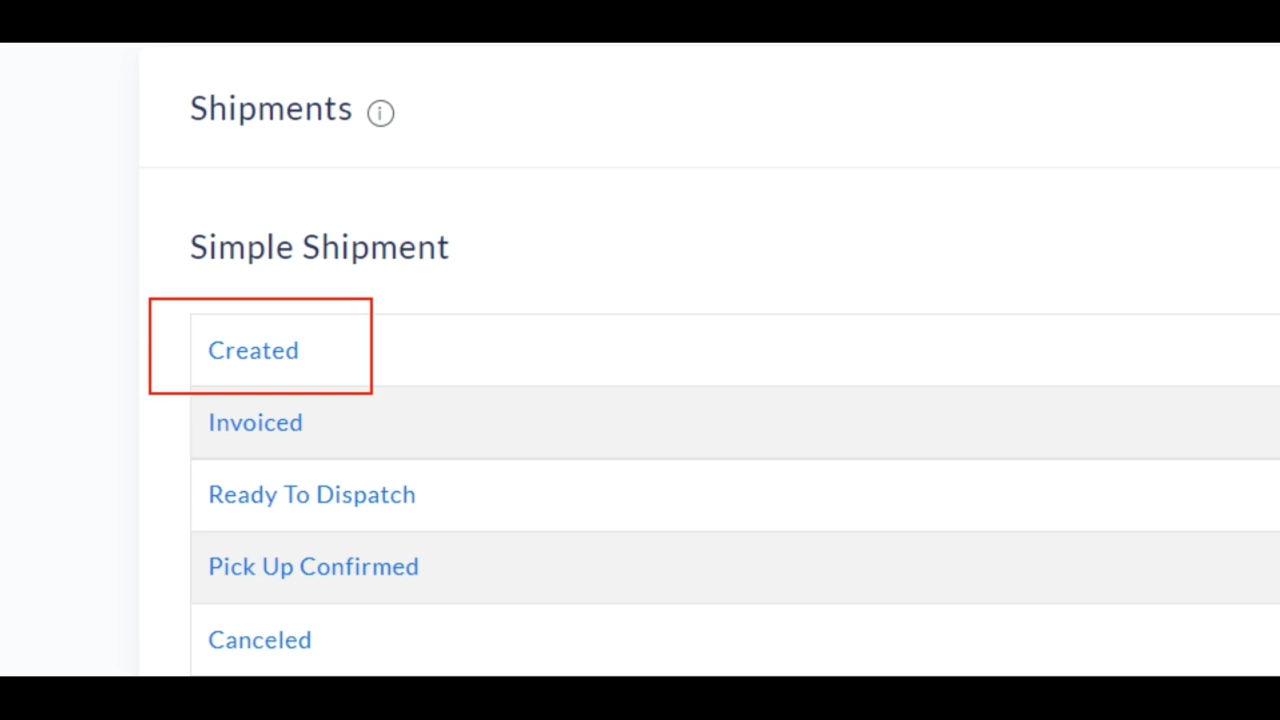 Shipments
Simple Shipment
Created
Invoiced
Ready To Dispatch
Pick Up Confirmed
Canceled